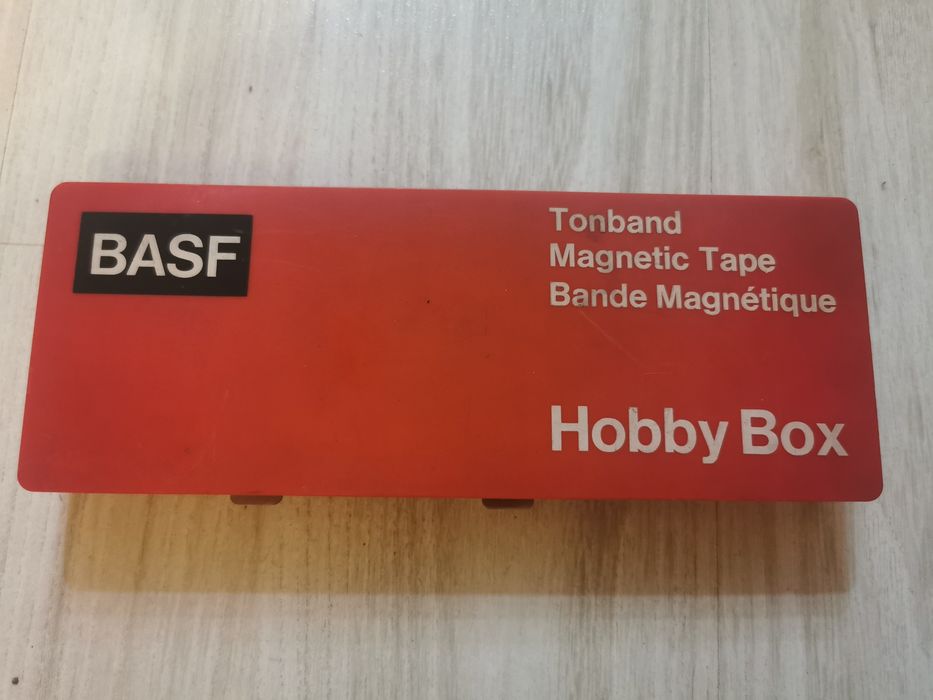 BASF
Tonband
Magnetic Tape
Bande Magnétique
Hobby Box